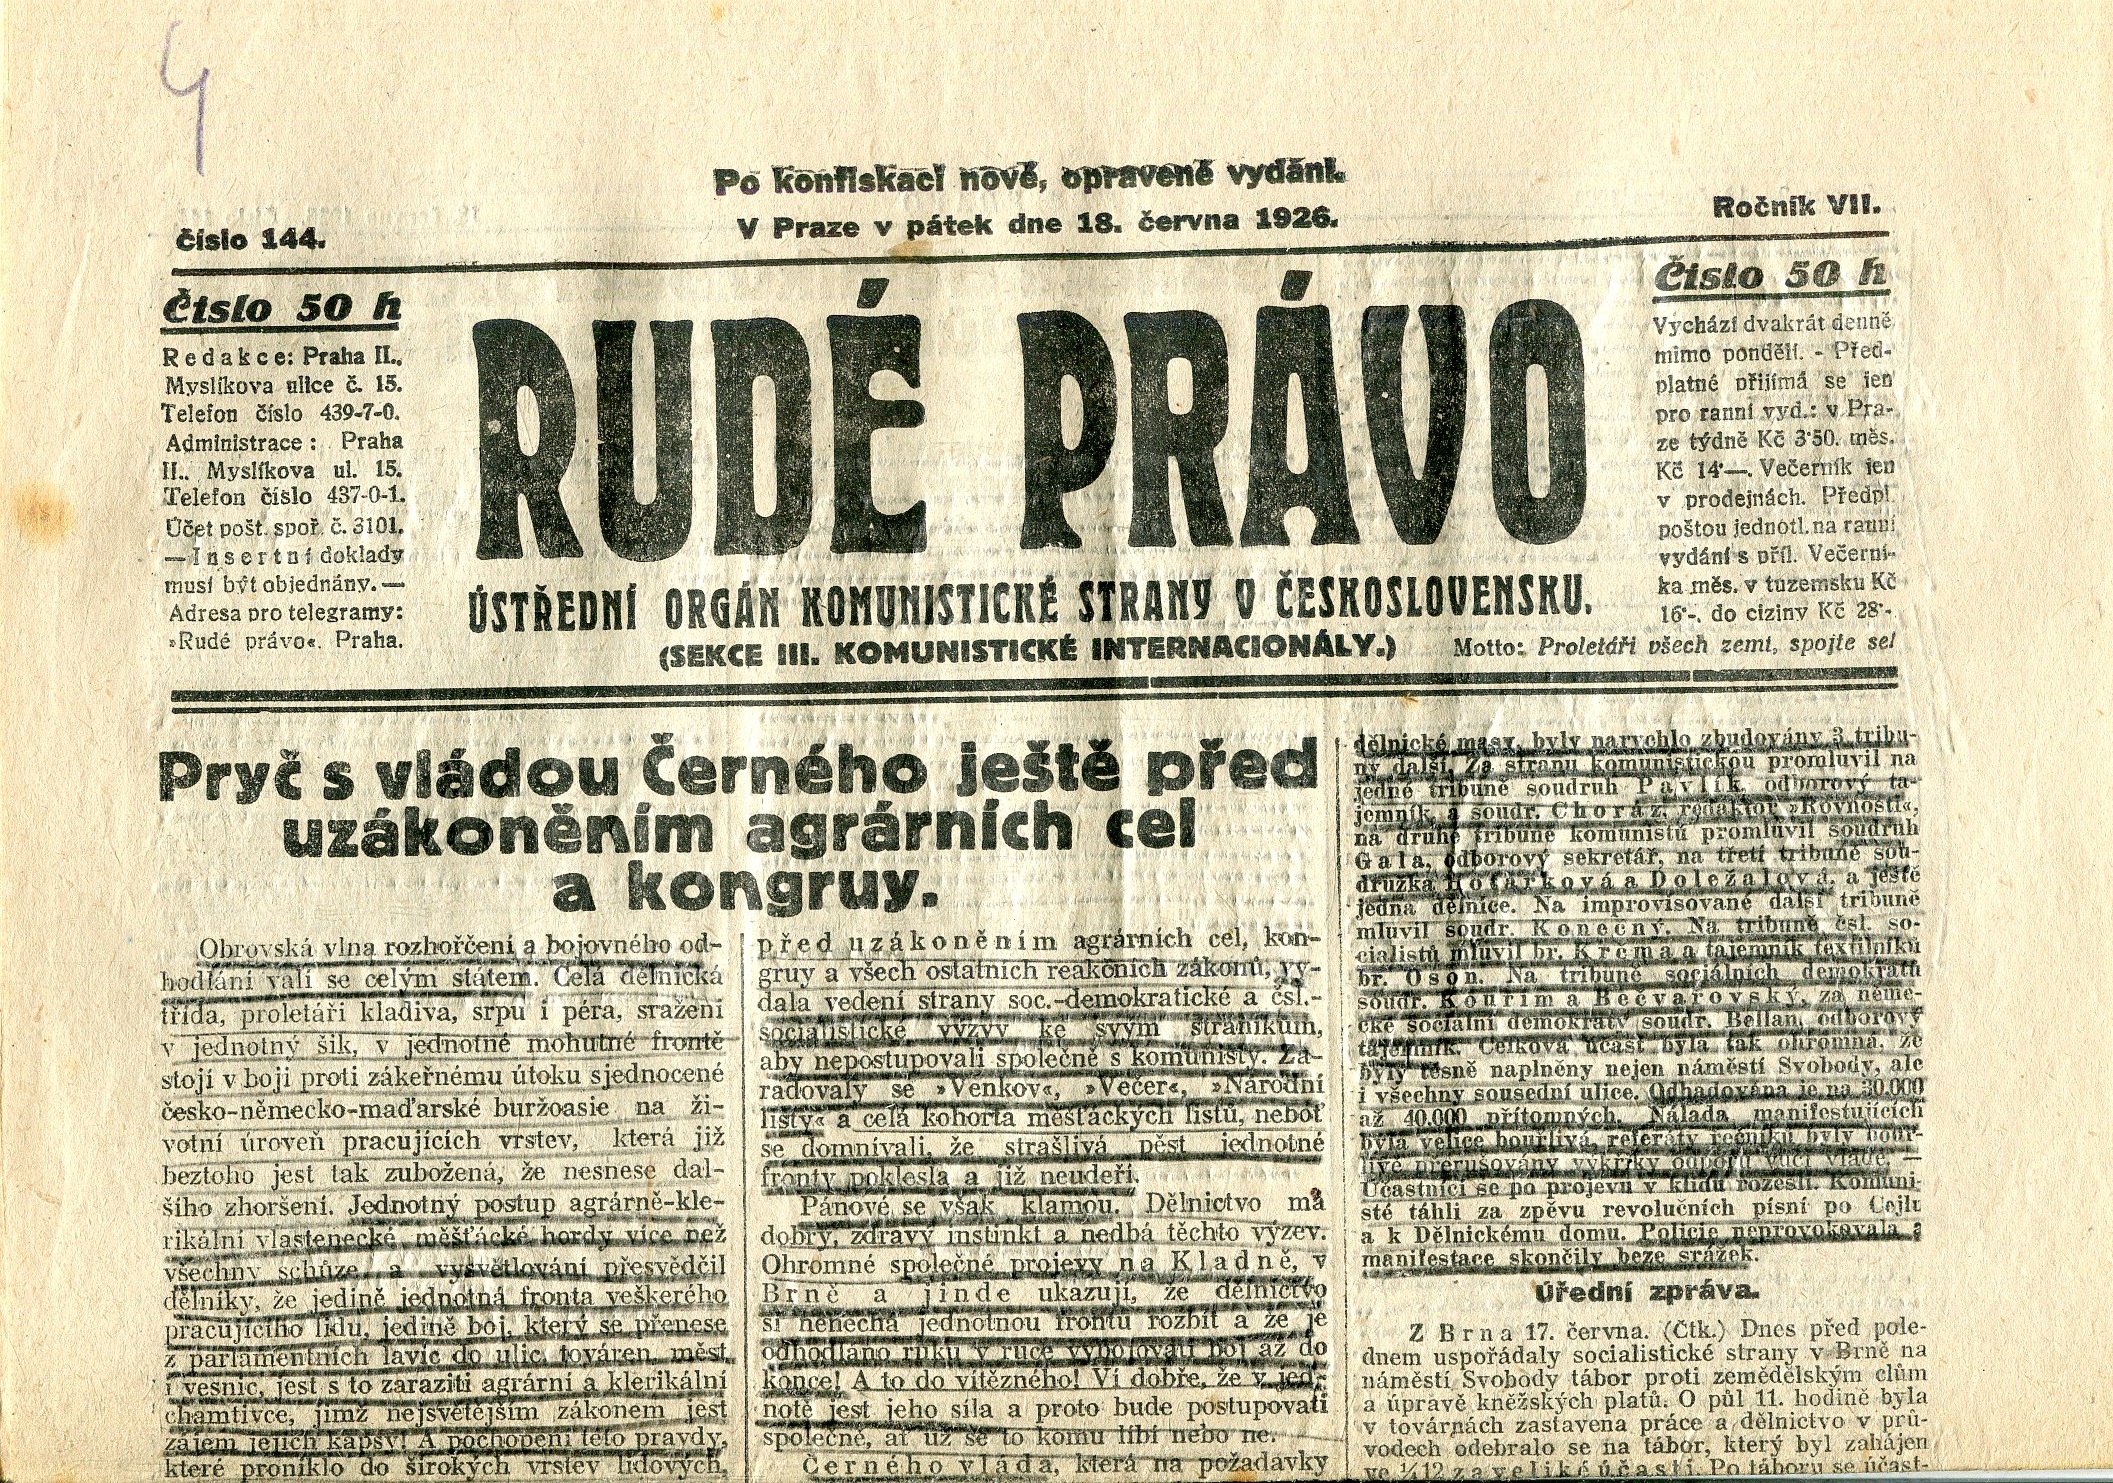 Po konfiskaci nové, opravené vydání.
V Praze v pátek dne 18. června 1926.
číslo 144.
Ročník VII.
Číslo 50 h
Redakce: Praha II.,
Myslíkova ulice č. 15.
Telefon číslo 439-7-0.
Administrace: Praha
II., Myslíkova ul. 15.
Telefon číslo 437-0-1.
Účet pošt. spoř. č. 3101.
—Insertní doklady
musí být objednány.—
Adresa pro telegramy:
»Rudé právo«, Praha.
RUDÉ PRÁVO
ÚSTŘEDNÍ ORGÁN KOMUNISTICKÉ STRANY V ČESKOSLOVENSKU.
(SEKCE III. KOMUNISTICKÉ INTERNACIONÁLY.)
Číslo 50 h
Vychází dvakrát denně
mimo pondělí. - Před-
platné přijímá se jen
pro ranní vyd.: v Pra-
ze týdně Kč 3·50, měs.
Kč 14·—. Večerník jen
v prodejnách. Předpl.
poštou jednotl. na ranní
vydání s příl. Večerní-
ka měs. v tuzemsku Kč
16·-, do ciziny Kč 28·-.
Motto: Proletáři všech zemí, spojte se!
Pryč s vládou Černého ještě před
uzákoněním agrárních cel
a kongruy.
Obrovská vlna rozhořčení a bojovného od-
hodlání valí se celým státem. Celá dělnická
třída, proletáři kladiva, srpu i péra, sražení
v jednotný šik, v jednotné mohutné frontě
stojí v boji proti zákeřnému útoku sjednocené
česko-německo-maďarské buržoasie na ži-
votní úroveň pracujících vrstev, která již
beztoho jest tak zubožená, že nesnese dal-
šího zhoršení. Jednotný postup agrárně-kle-
rikální vlastenecké, měšťácké hordy více než
všechny schůze a vysvětlování přesvědčil
dělníky, že jedině jednotná fronta veškerého
pracujícího lidu, jedině boj, který se přenese
z parlamentních lavic do ulic, továren, měst
i vesnic, jest s to zaraziti agrární a klerikální
chamtivce, jimž nejsvětějším zákonem jest
zájem jejich kapsy! A pochopení této pravdy,
které proniklo do širokých vrstev lidových,
před uzákoněním agrárních cel, kon-
gruy a všech ostatních reakčních zákonů, vy-
dala vedení strany soc.-demokratické a čsl.-
socialistické výzvy ke svým straníkům,
aby nepostupovali společně s komunisty. Za-
radovaly se »Venkov«, »Večer«, »Národní
listy« a celá kohorta měšťáckých listů, neboť
se domnívali, že strašlivá pěst jednotné
fronty poklesla a již neudeří.
Pánové se však klamou. Dělnictvo má
dobrý, zdravý instinkt a nedbá těchto výzev.
Ohromné společné projevy na Kladně, v
Brně a jinde ukazují, že dělnictvo
si nenechá jednotnou frontu rozbít a že je
odhodláno ruku v ruce vybojovati boj až do
konce! A to do vítězného! Ví dobře, že v jed-
notě jest jeho síla a proto bude postupovati
společně, ať už se to komu líbí nebo ne.
Černého vláda, která na požadavky
dělnické masy, byly narychlo zbudovány 3 tribu-
ny další. Za stranu komunistickou promluvil na
jedné tribuně soudruh Pavlík, odborový ta-
jemník, a soudr. Choráz, redaktor »Rovnosti«,
na druhé tribuně komunistů promluvil soudruh
Gala, odborový sekretář, na třetí tribuně sou-
družka Kotárková a Doležalová, a ještě
jedna dělnice. Na improvisované další tribuně
mluvil soudr. Konečný. Na tribuně čsl. so-
cialistů mluvil br. Krčma a tajemník textilníků
br. Oson. Na tribuně sociálních demokratů
soudr. Kouřim a Bečvarovský, za něme-
cké sociální demokraty soudr. Bellan, odborový
tajemník. Celková účast byla tak ohromná, že
byly těsně naplněny nejen náměstí Svobody, ale
i všechny sousední ulice. Odhadována je na 30.000
až 40.000 přítomných. Nálada manifestujících
byla velice bouřlivá, referáty řečníků byly bouř-
livě přerušovány výkřiky odporu vůči vládě. —
Účastníci se po projevu v klidu rozešli. Komuni-
sté táhli za zpěvu revolučních písní po Cejlu
a k Dělnickému domu. Policie neprovokovala a
manifestace skončily beze srážek.
Úřední zpráva.
Z Brna 17. června. (Čtk.) Dnes před pole-
dnem uspořádaly socialistické strany v Brně na
náměstí Svobody tábor proti zemědělským clům
a úpravě kněžských platů. O půl 11. hodině byla
v továrnách zastavena práce a dělnictvo v prů-
vodech odebralo se na tábor, který byl zahájen
ve ½12 za veliké účasti. Po táboru se účast-